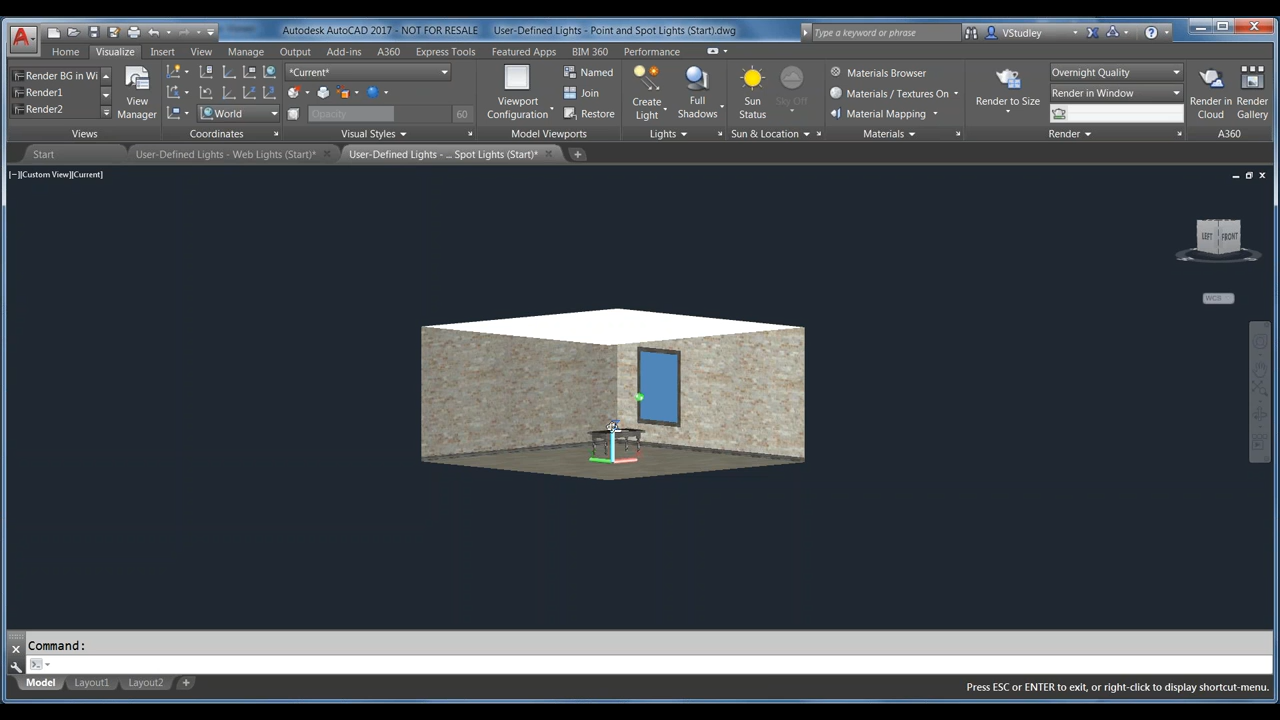 Autodesk AutoCAD 2017 - NOT FOR RESALE User-Defined Lights - Point and Spot Lights (Start).dwg
Type a keyword or phrase
VStudley
Home Visualize Insert View Manage Output Add-ins A360 Express Tools Featured Apps BIM 360 Performance
Render BG in Wi
Render1
Render2
View Manager
Views
World
Coordinates
*Current*
Opacity 60
Visual Styles
Viewport Configuration
Named
Join
Restore
Model Viewports
Create Light
Full Shadows
Lights
Sun Status
Sky Off
Sun & Location
Materials Browser
Materials / Textures On
Material Mapping
Materials
Render to Size
Overnight Quality
Render in Window
Render
Render in Cloud
Render Gallery
A360
Start
User-Defined Lights - Web Lights (Start)*
User-Defined Lights - ... Spot Lights (Start)*
[−][Custom View][Current]
LEFT FRONT
WCS
Command:
Model Layout1 Layout2
Press ESC or ENTER to exit, or right-click to display shortcut-menu.